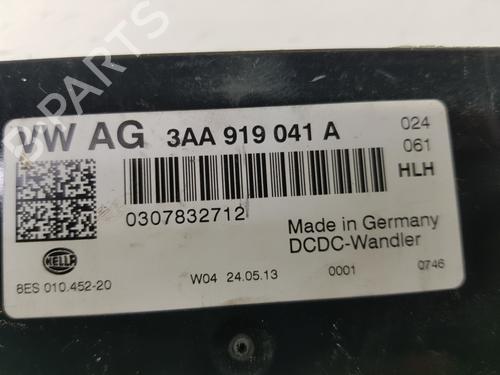 B-PARTS
VW AG 3AA 919 041 A
024
061
HLH
0307832712
Made in Germany
DCDC-Wandler
HELLA
8ES 010.452-20
W04 24.05.13
0001
0746